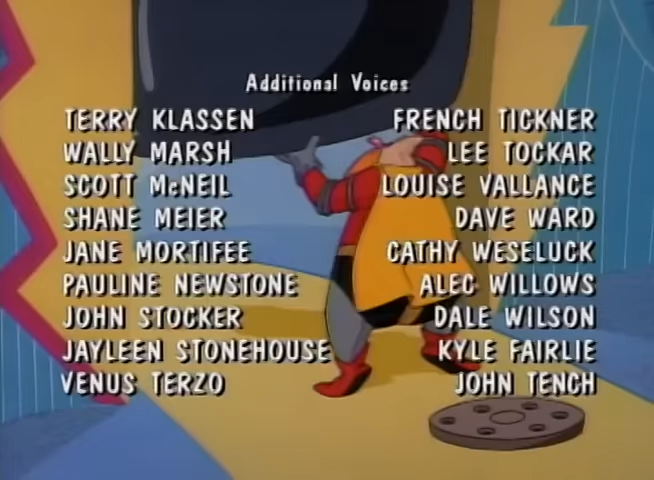 Additional Voices
TERRY KLASSEN FRENCH TICKNER
WALLY MARSH LEE TOCKAR
SCOTT McNEIL LOUISE VALLANCE
SHANE MEIER DAVE WARD
JANE MORTIFEE CATHY WESELUCK
PAULINE NEWSTONE ALEC WILLOWS
JOHN STOCKER DALE WILSON
JAYLEEN STONEHOUSE KYLE FAIRLIE
VENUS TERZO JOHN TENCH